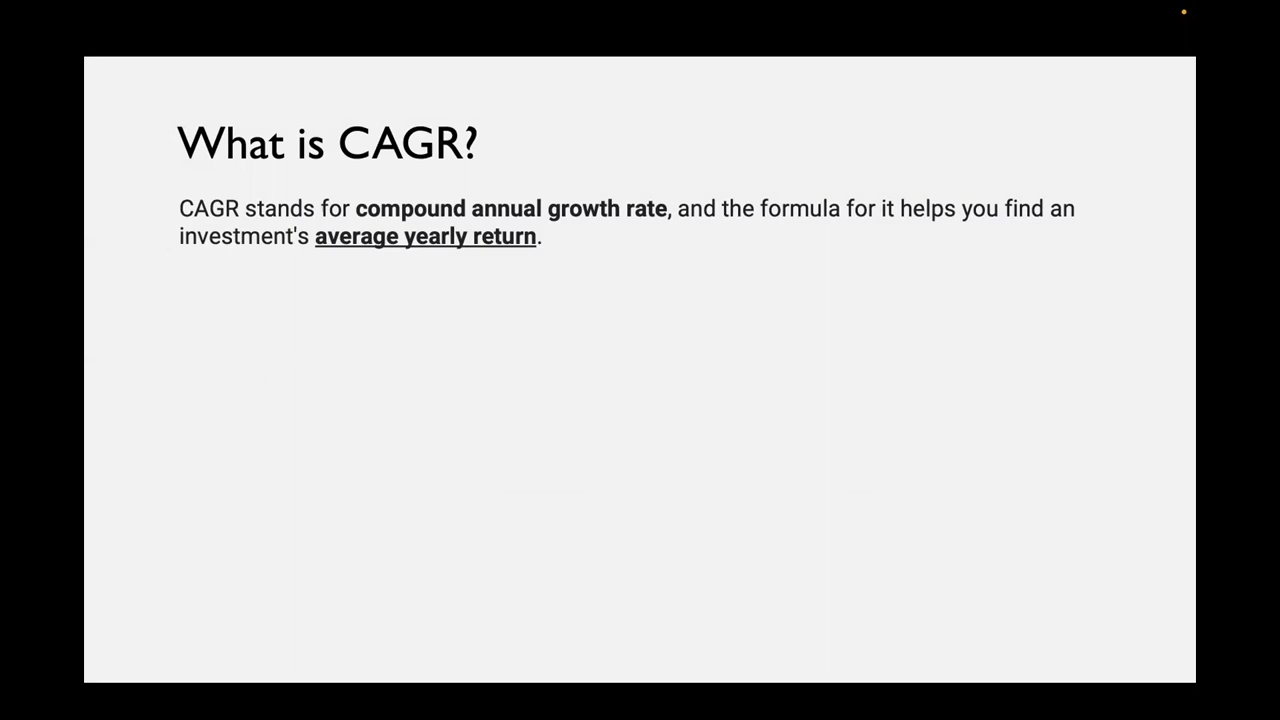 What is CAGR?
CAGR stands for compound annual growth rate, and the formula for it helps you find an
investment's average yearly return.